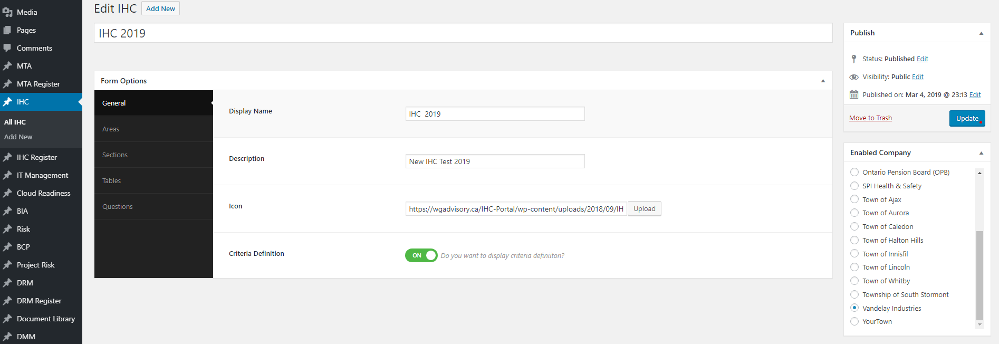 Media
Pages
Comments
MTA
MTA Register
IHC
All IHC
Add New
IHC Register
IT Management
Cloud Readiness
BIA
Risk
BCP
Project Risk
DRM
DRM Register
Document Library
DMM
Edit IHC Add New
IHC 2019
Form Options
General
Areas
Sections
Tables
Questions
Display Name IHC  2019
Description New IHC Test 2019
Icon https://wgadvisory.ca/IHC-Portal/wp-content/uploads/2018/09/IH Upload
Criteria Definition ON Do you want to display criteria definiiton?
Publish
Status: Published Edit
Visibility: Public Edit
Published on: Mar 4, 2019 @ 23:13 Edit
Move to Trash Update
Enabled Company
Ontario Pension Board (OPB)
SPI Health & Safety
Town of Ajax
Town of Aurora
Town of Caledon
Town of Halton Hills
Town of Innisfil
Town of Lincoln
Town of Whitby
Township of South Stormont
Vandelay Industries
YourTown